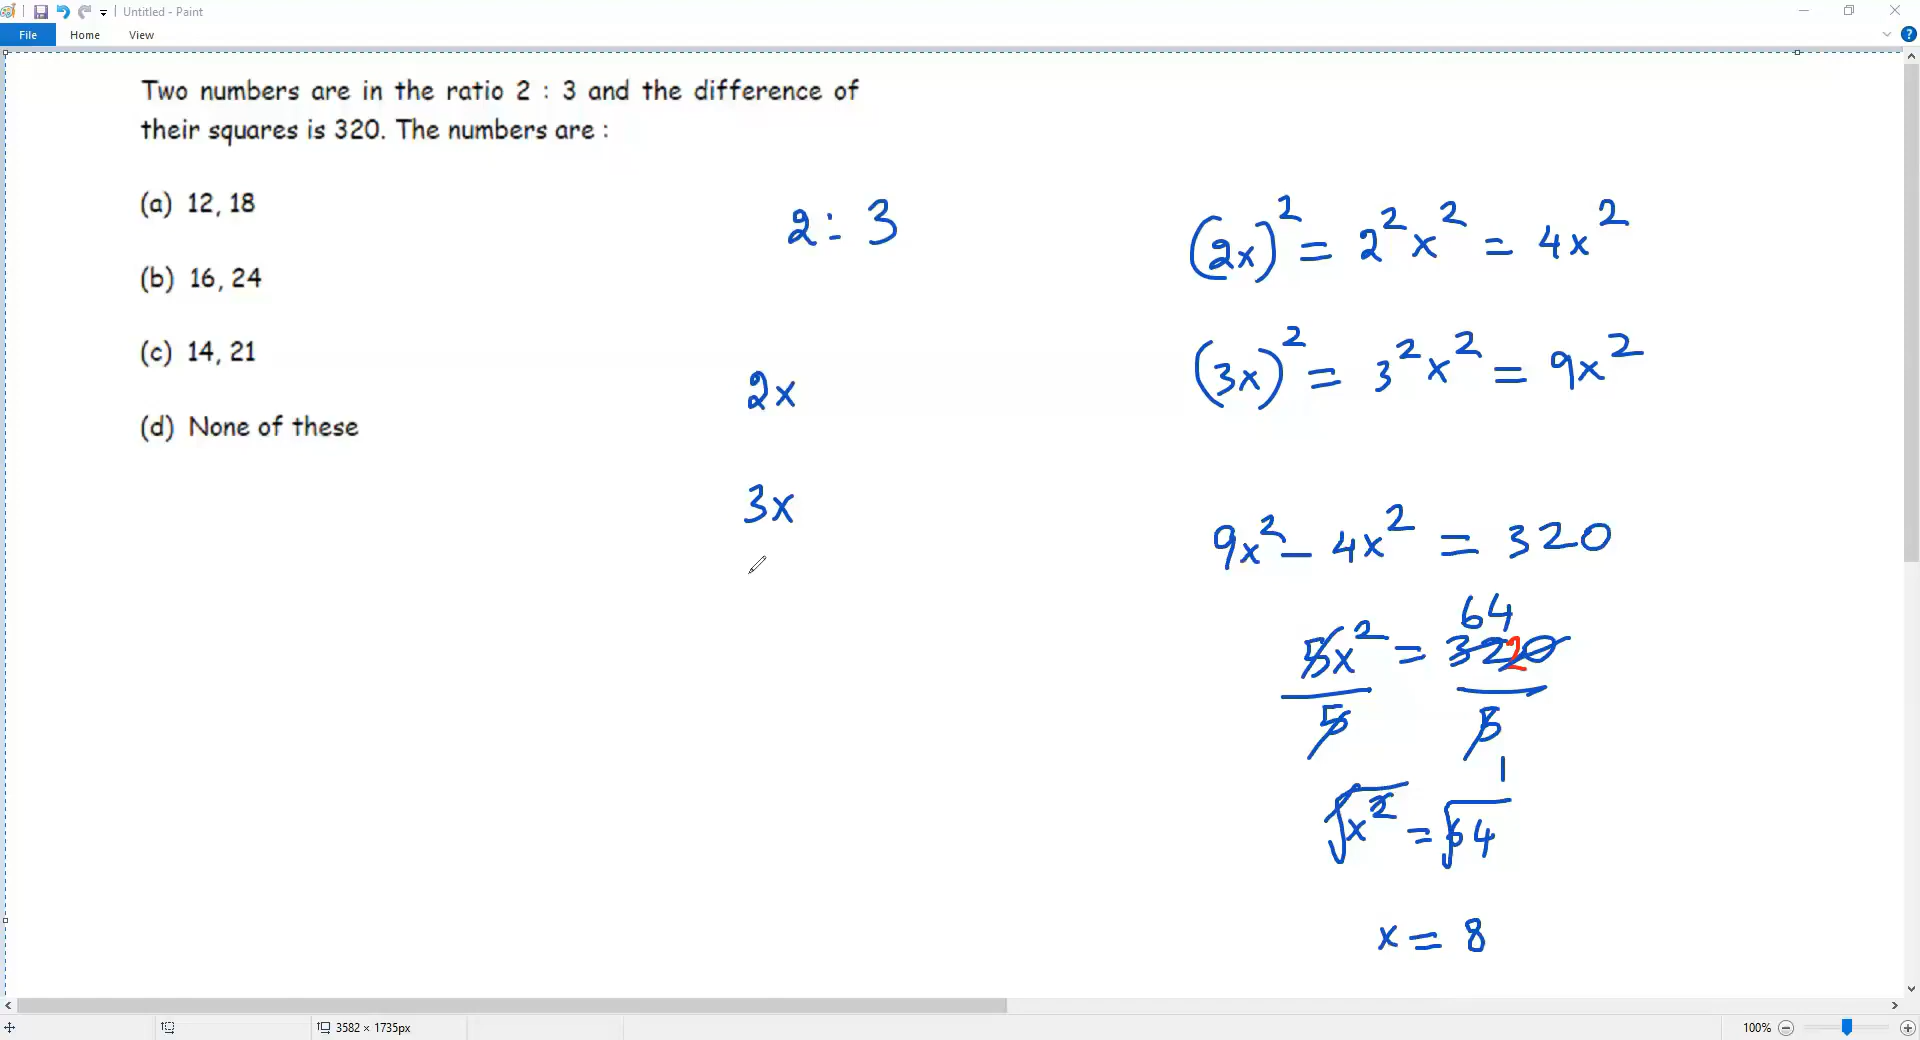 Untitled - Paint
File Home View
Two numbers are in the ratio 2 : 3 and the difference of
their squares is 320. The numbers are :
(a) 12, 18
(b) 16, 24
(c) 14, 21
(d) None of these
2 : 3
2x
3x
(2x)² = 2²x² = 4x²
(3x)² = 3²x² = 9x²
9x² - 4x² = 320
64
5x² = 320
2
5 5
1
√x² = √64
x = 8
3582 × 1735px
100%